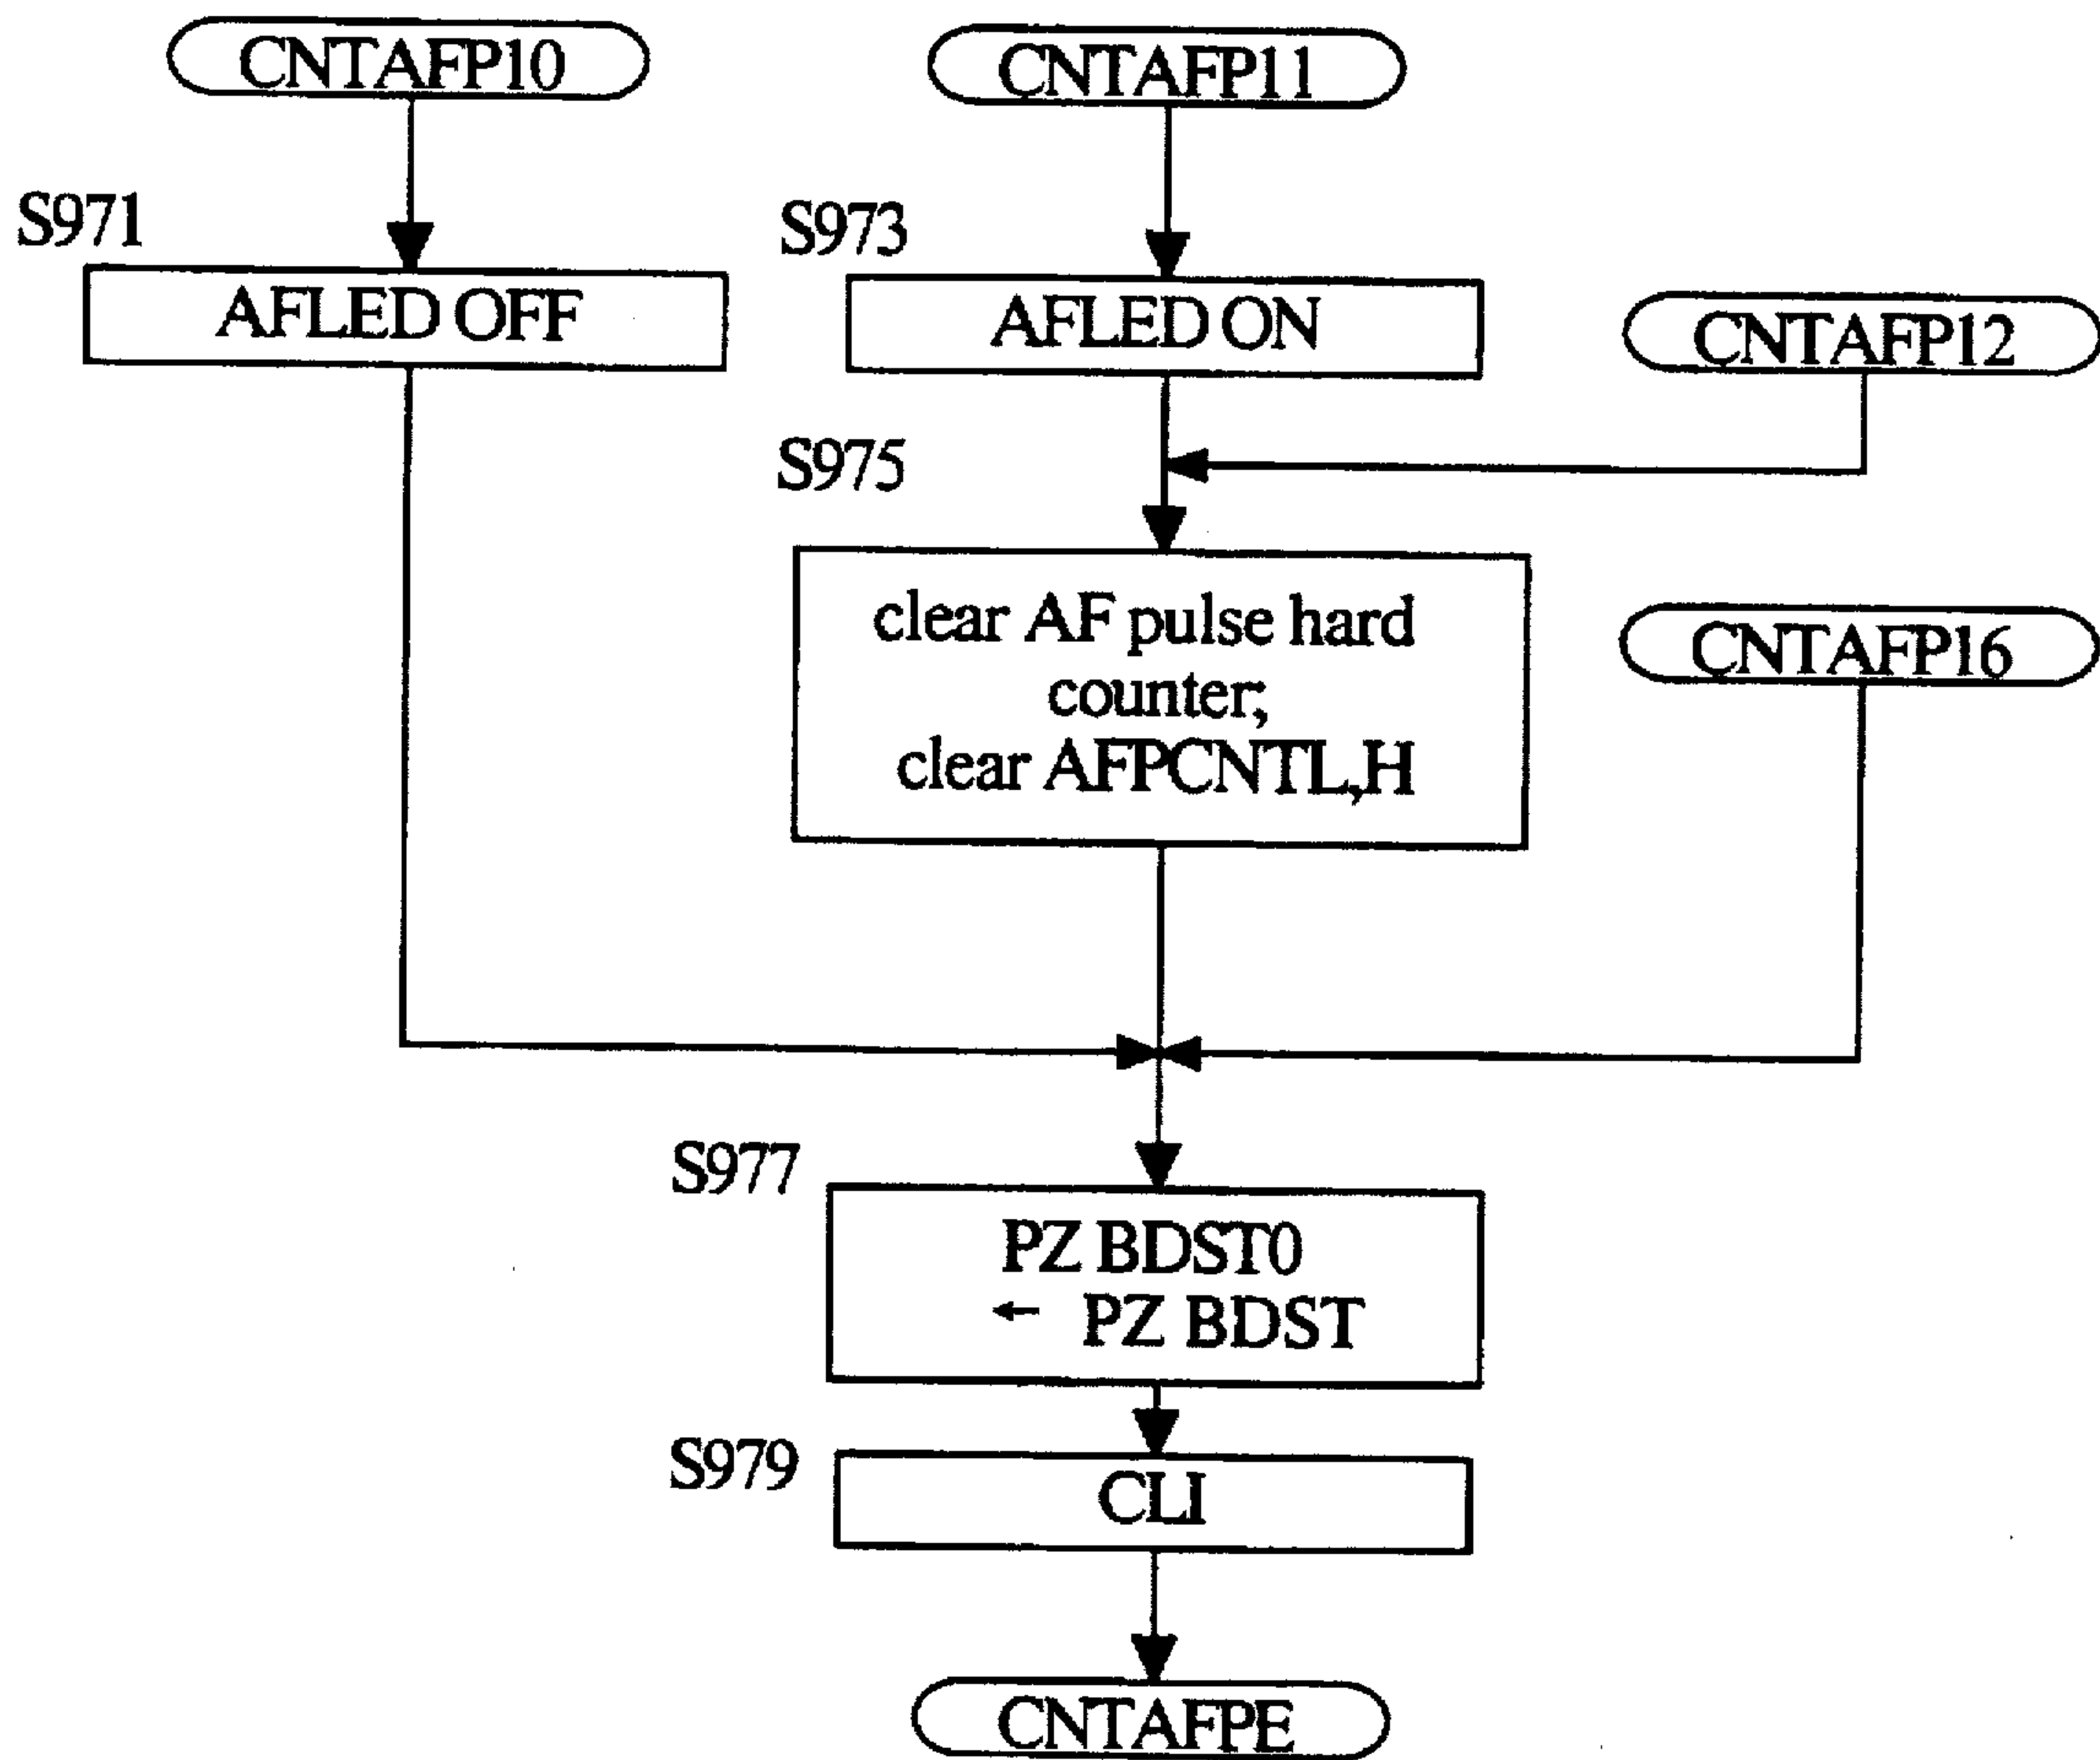 CNTAFP10
CNTAFP11
S971
S973
AFLED OFF
AFLED ON
CNTAFP12
S975
clear AF pulse hard
counter;
clear AFPCNTL,H
CNTAFP16
S977
PZ BDST0
← PZ BDST
S979
CLI
CNTAFPE